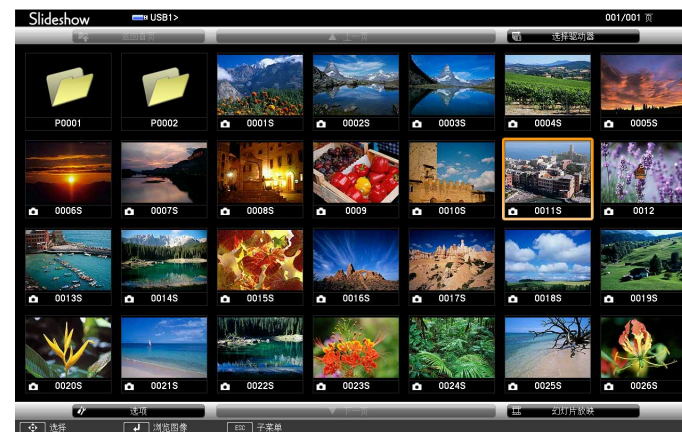 Slideshow USB1> 001/001 页
返回首页 ▲ 上一页 选择驱动器
P0001 P0002 0001S 0002S 0003S 0004S 0005S
0006S 0007S 0008S 0009 0010S 0011S 0012
0013S 0014S 0015S 0016S 0017S 0018S 0019S
0020S 0021S 0022S 0023S 0024S 0025S 0026S
选项 ▼ 下一页 幻灯片放映
选择 浏览图像 ESC 子菜单